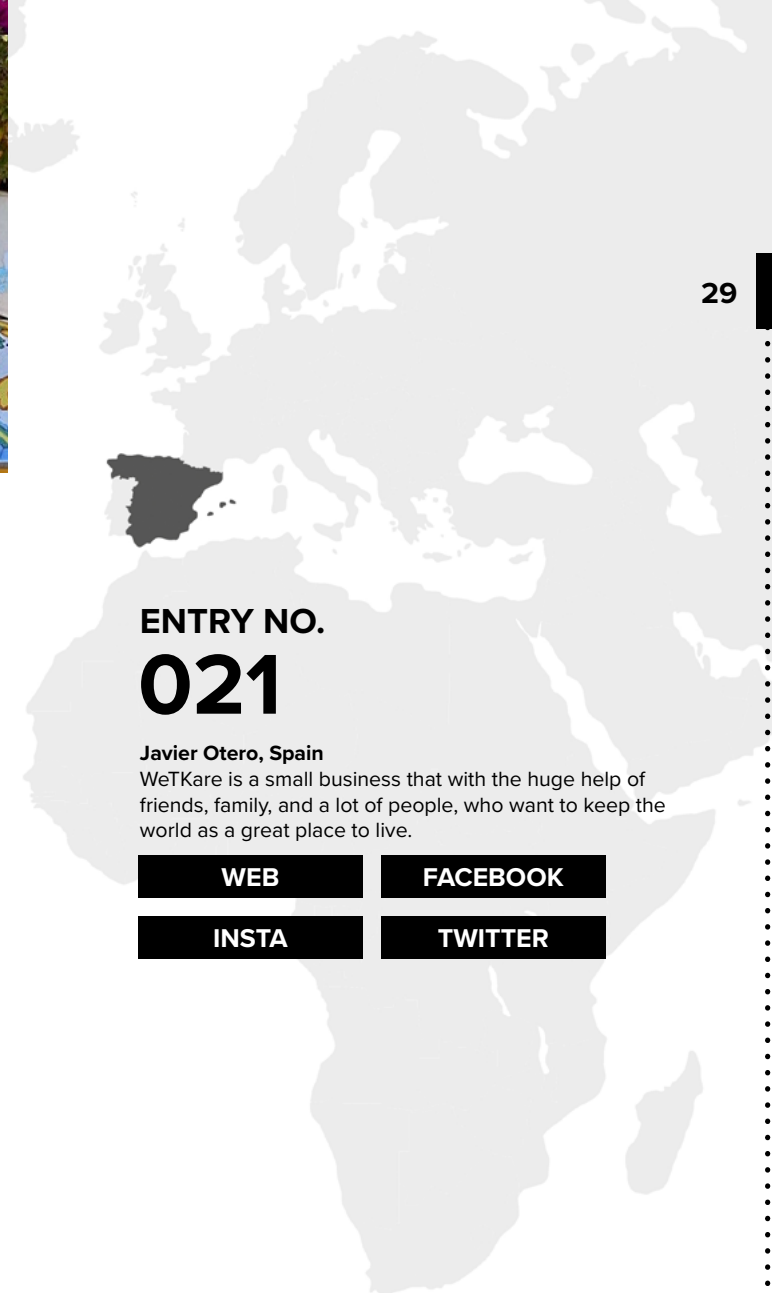 29
ENTRY NO.
021
Javier Otero, Spain
WeTKare is a small business that with the huge help of
friends, family, and a lot of people, who want to keep the
world as a great place to live.
WEB
FACEBOOK
INSTA
TWITTER